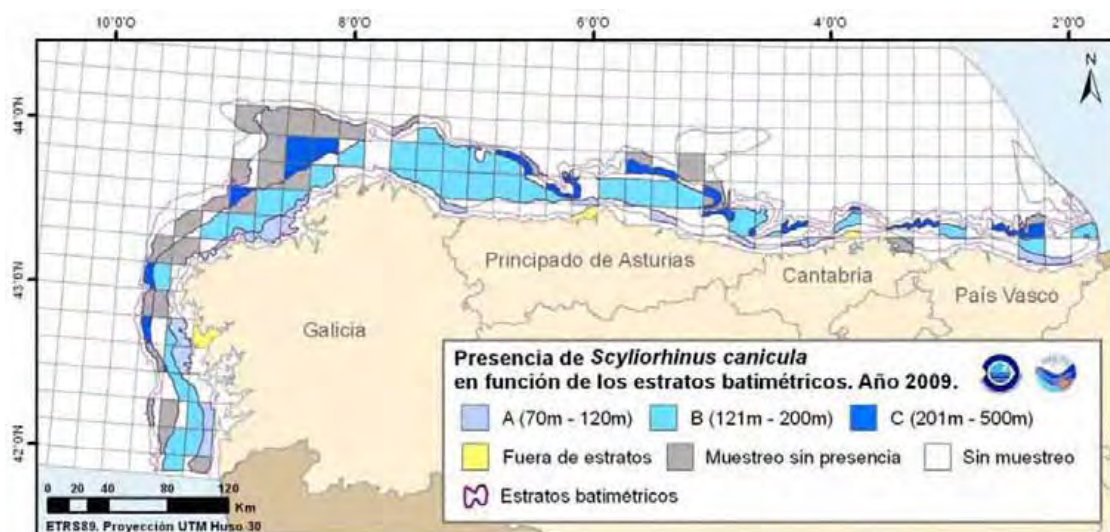 10°0'O 8°0'O 6°0'O 4°0'O 2°0'O
N
44°0'N
43°0'N
42°0'N
Principado de Asturias
Cantabria
País Vasco
Galicia
Presencia de Scyliorhinus canicula
en función de los estratos batimétricos. Año 2009.
A (70m - 120m) B (121m - 200m) C (201m - 500m)
Fuera de estratos Muestreo sin presencia Sin muestreo
Estratos batimétricos
0 20 40 80 120
Km
ETRS89. Proyección UTM Huso 30